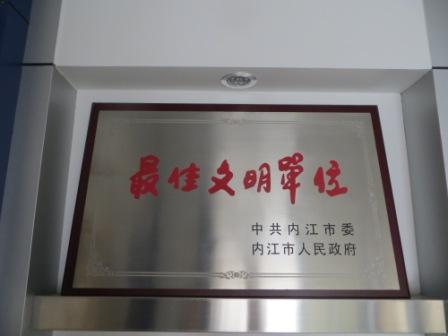 最佳文明單位
中共内江市委
内江市人民政府